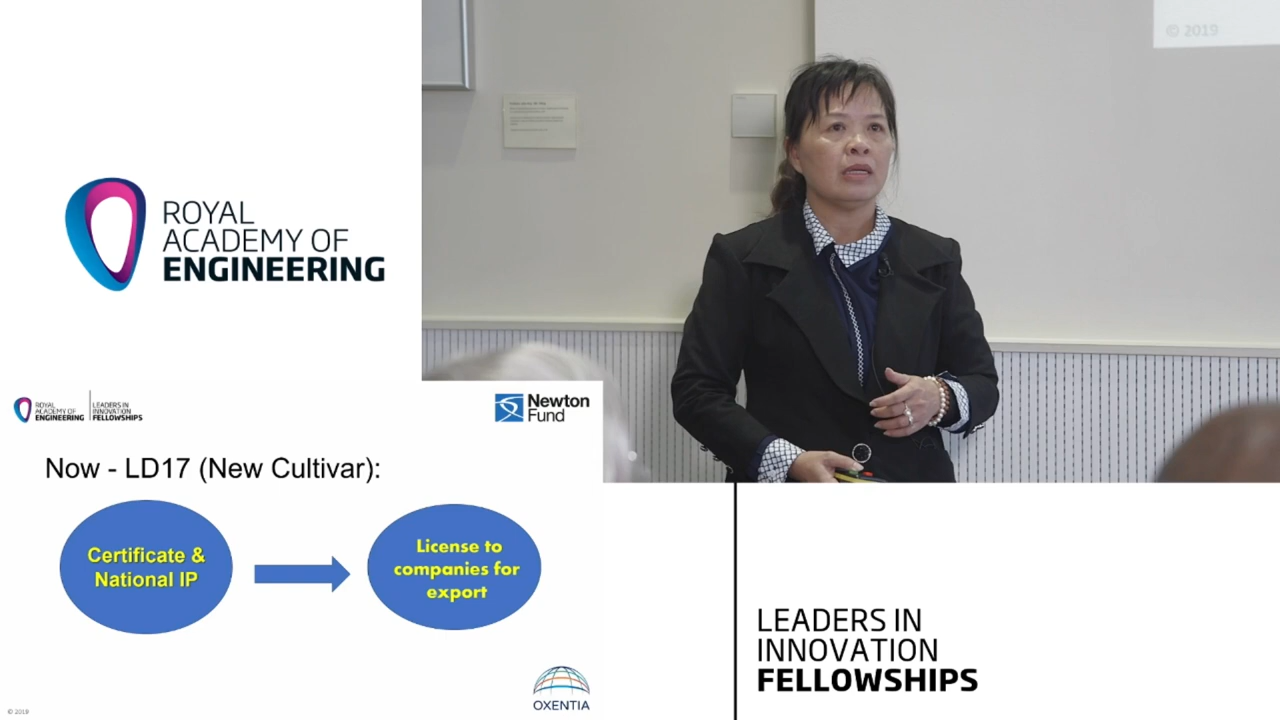 © 2019
ROYAL
ACADEMY OF
ENGINEERING
ROYAL
ACADEMY OF
ENGINEERING
LEADERS IN
INNOVATION
FELLOWSHIPS
Newton
Fund
Now - LD17 (New Cultivar):
Certificate &
National IP
License to
companies for
export
OXENTIA
© 2019
LEADERS IN
INNOVATION
FELLOWSHIPS